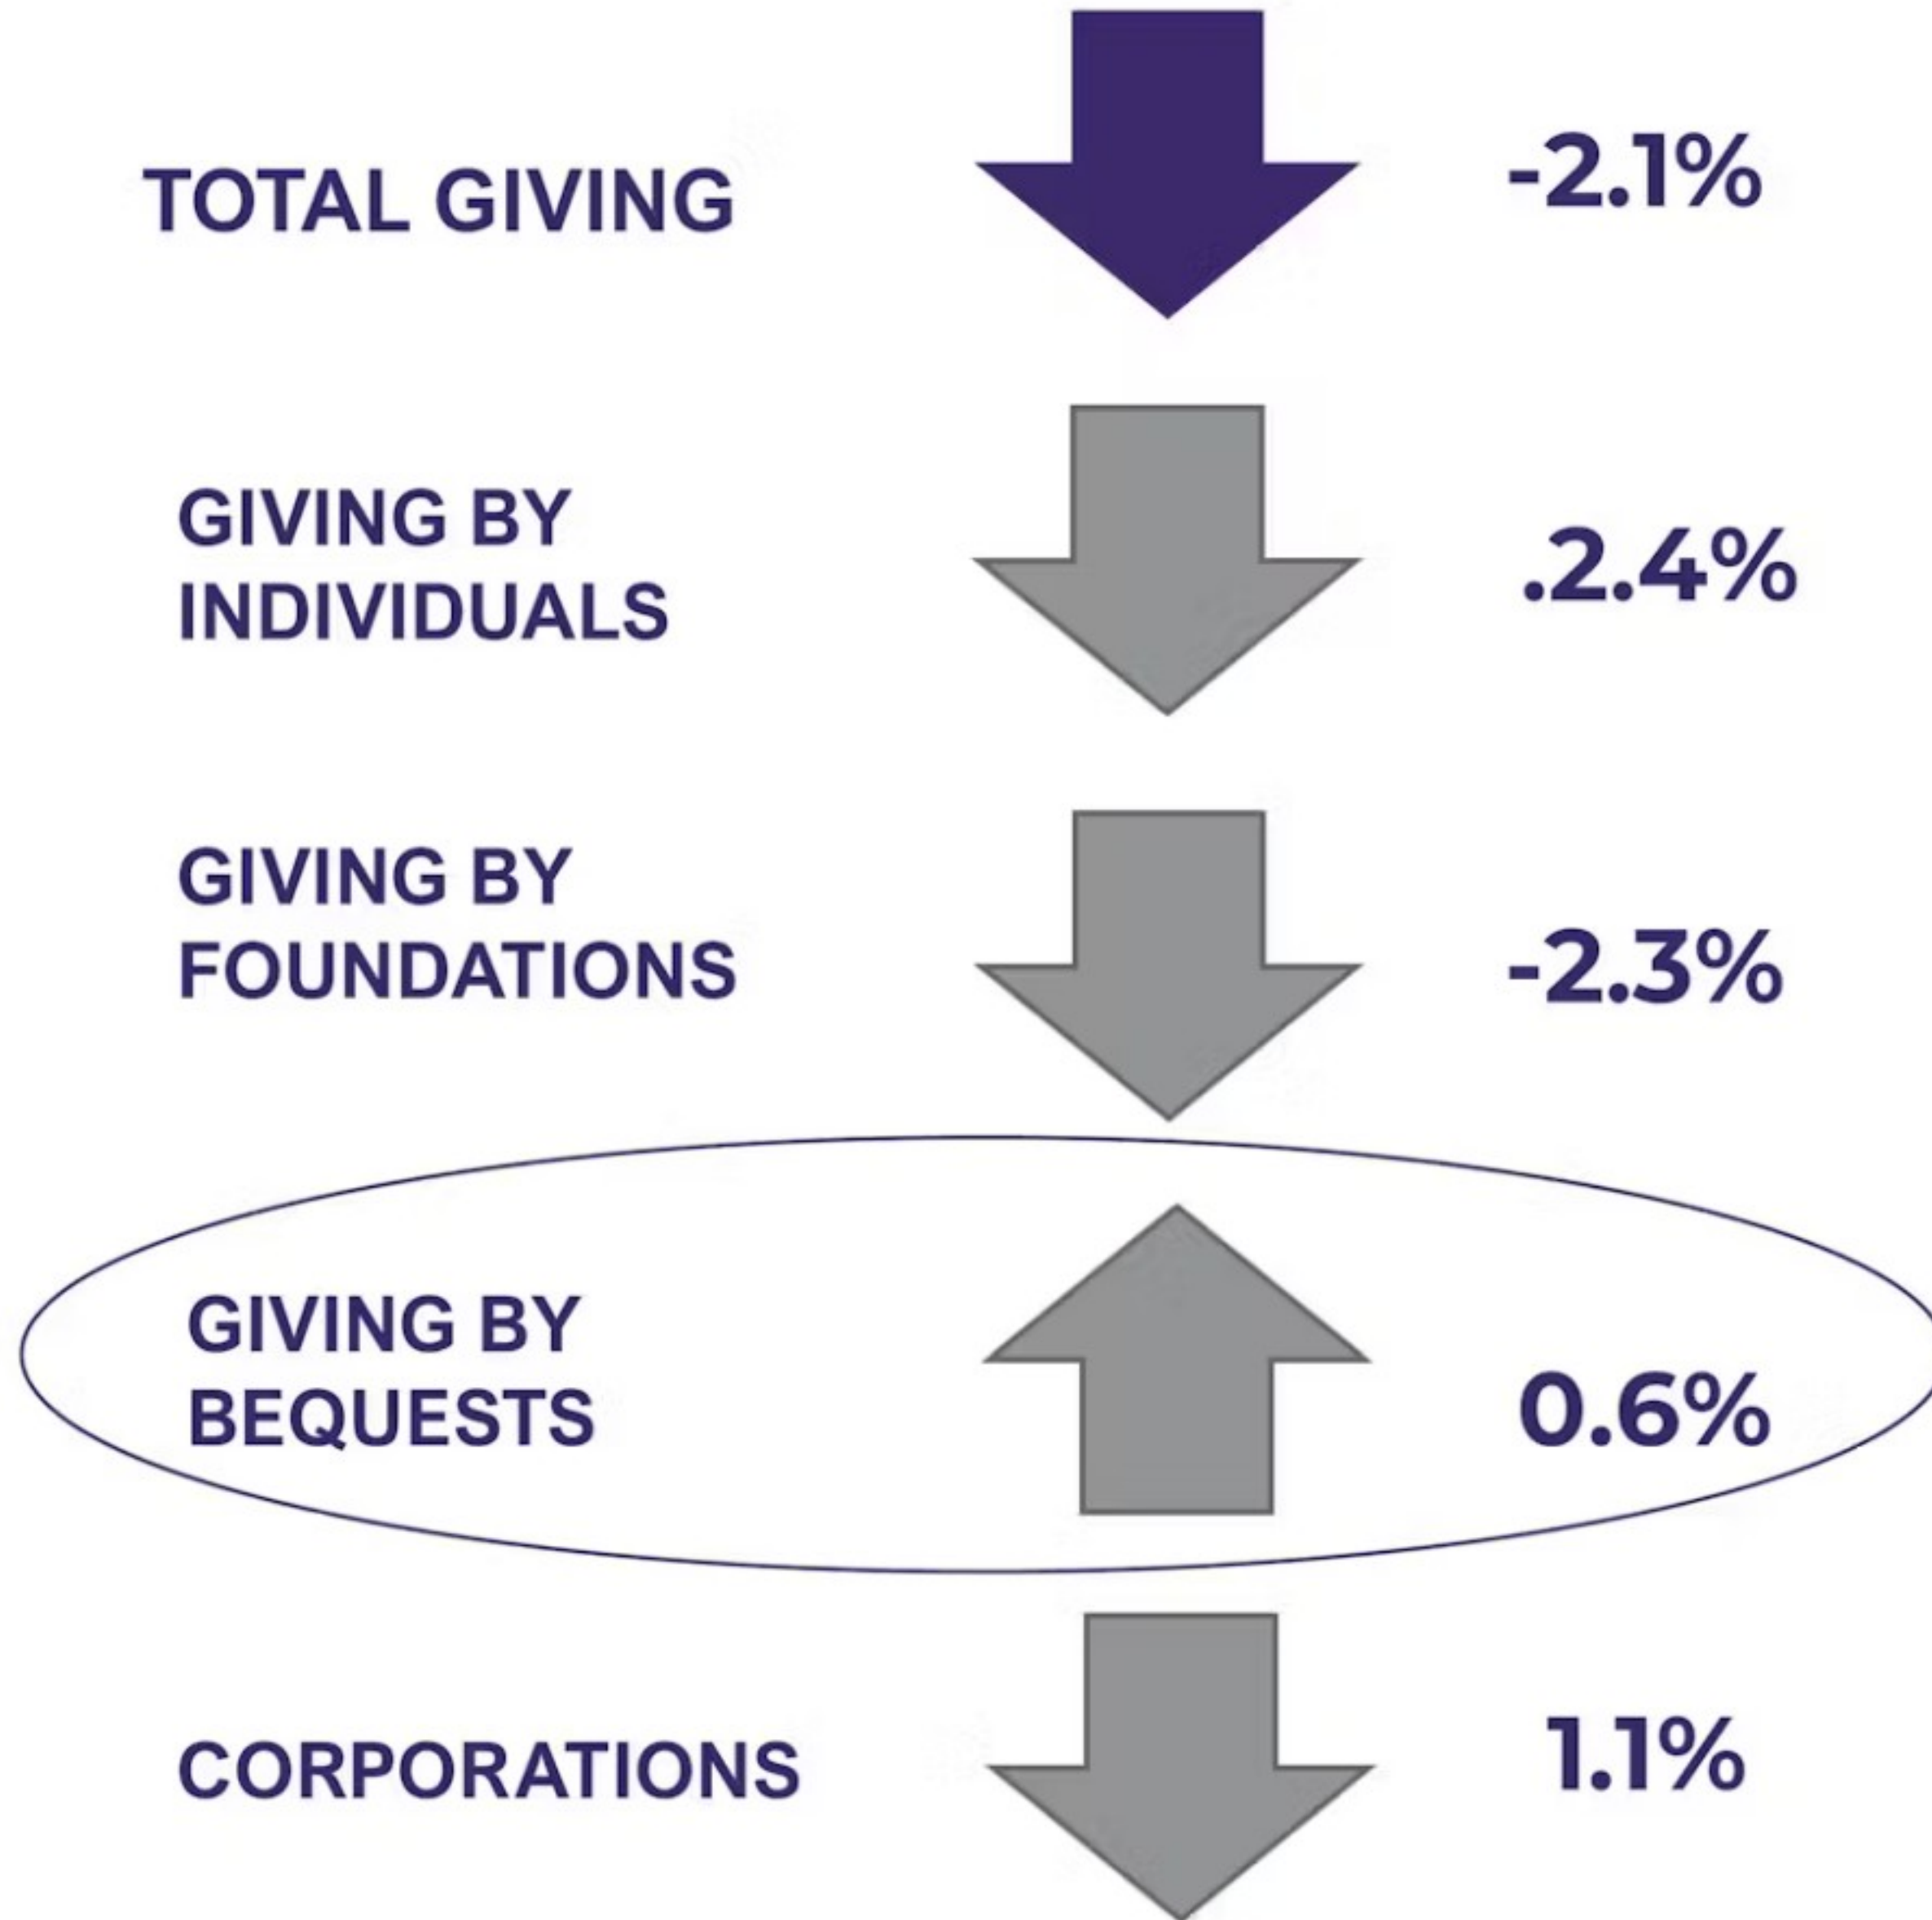 TOTAL GIVING
-2.1%
GIVING BY
INDIVIDUALS
.2.4%
GIVING BY
FOUNDATIONS
-2.3%
GIVING BY
BEQUESTS
0.6%
CORPORATIONS
1.1%